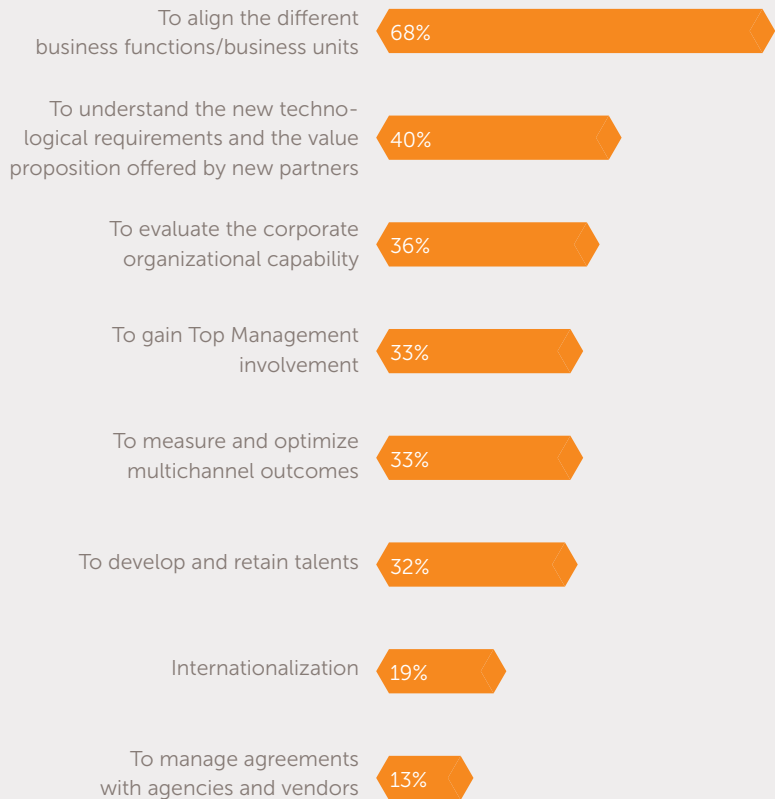 To align the different
business functions/business units
68%
To understand the new techno-
logical requirements and the value
proposition offered by new partners
40%
To evaluate the corporate
organizational capability
36%
To gain Top Management
involvement
33%
To measure and optimize
multichannel outcomes
33%
To develop and retain talents
32%
Internationalization
19%
To manage agreements
with agencies and vendors
13%